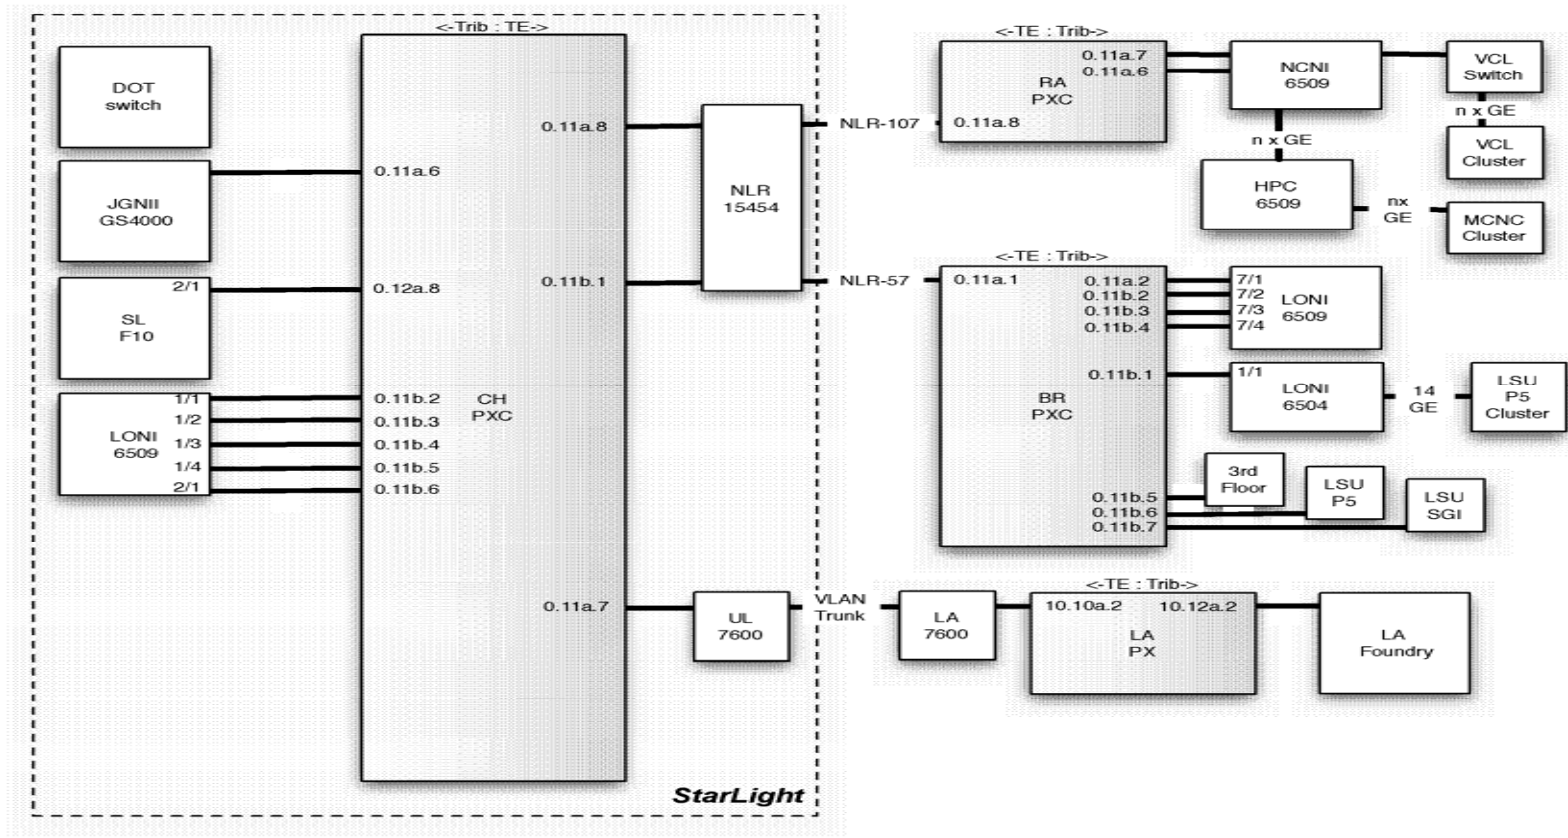 <-Trib : TE->
DOT
switch
JGNII
GS4000
2/1
SL
F10
1/1
1/2
LONI
1/3
6509
1/4
2/1
0.11a.6
0.12a.8
0.11b.2
0.11b.3
0.11b.4
0.11b.5
0.11b.6
CH
PXC
0.11a.8
0.11b.1
0.11a.7
NLR
15454
UL
7600
StarLight
NLR-107
NLR-57
VLAN
Trunk
<-TE : Trib->
0.11a.7
0.11a.6
RA
PXC
0.11a.8
NCNI
6509
VCL
Switch
n x GE
n x GE
VCL
Cluster
HPC
6509
nx
GE
MCNC
Cluster
<-TE : Trib->
0.11a.1
0.11a.2
0.11b.2
0.11b.3
0.11b.4
0.11b.1
BR
PXC
0.11b.5
0.11b.6
0.11b.7
7/1
7/2
7/3
7/4
LONI
6509
1/1
LONI
6504
14
GE
LSU
P5
Cluster
3rd
Floor
LSU
P5
LSU
SGI
LA
7600
<-TE : Trib->
10.10a.2
10.12a.2
LA
PX
LA
Foundry